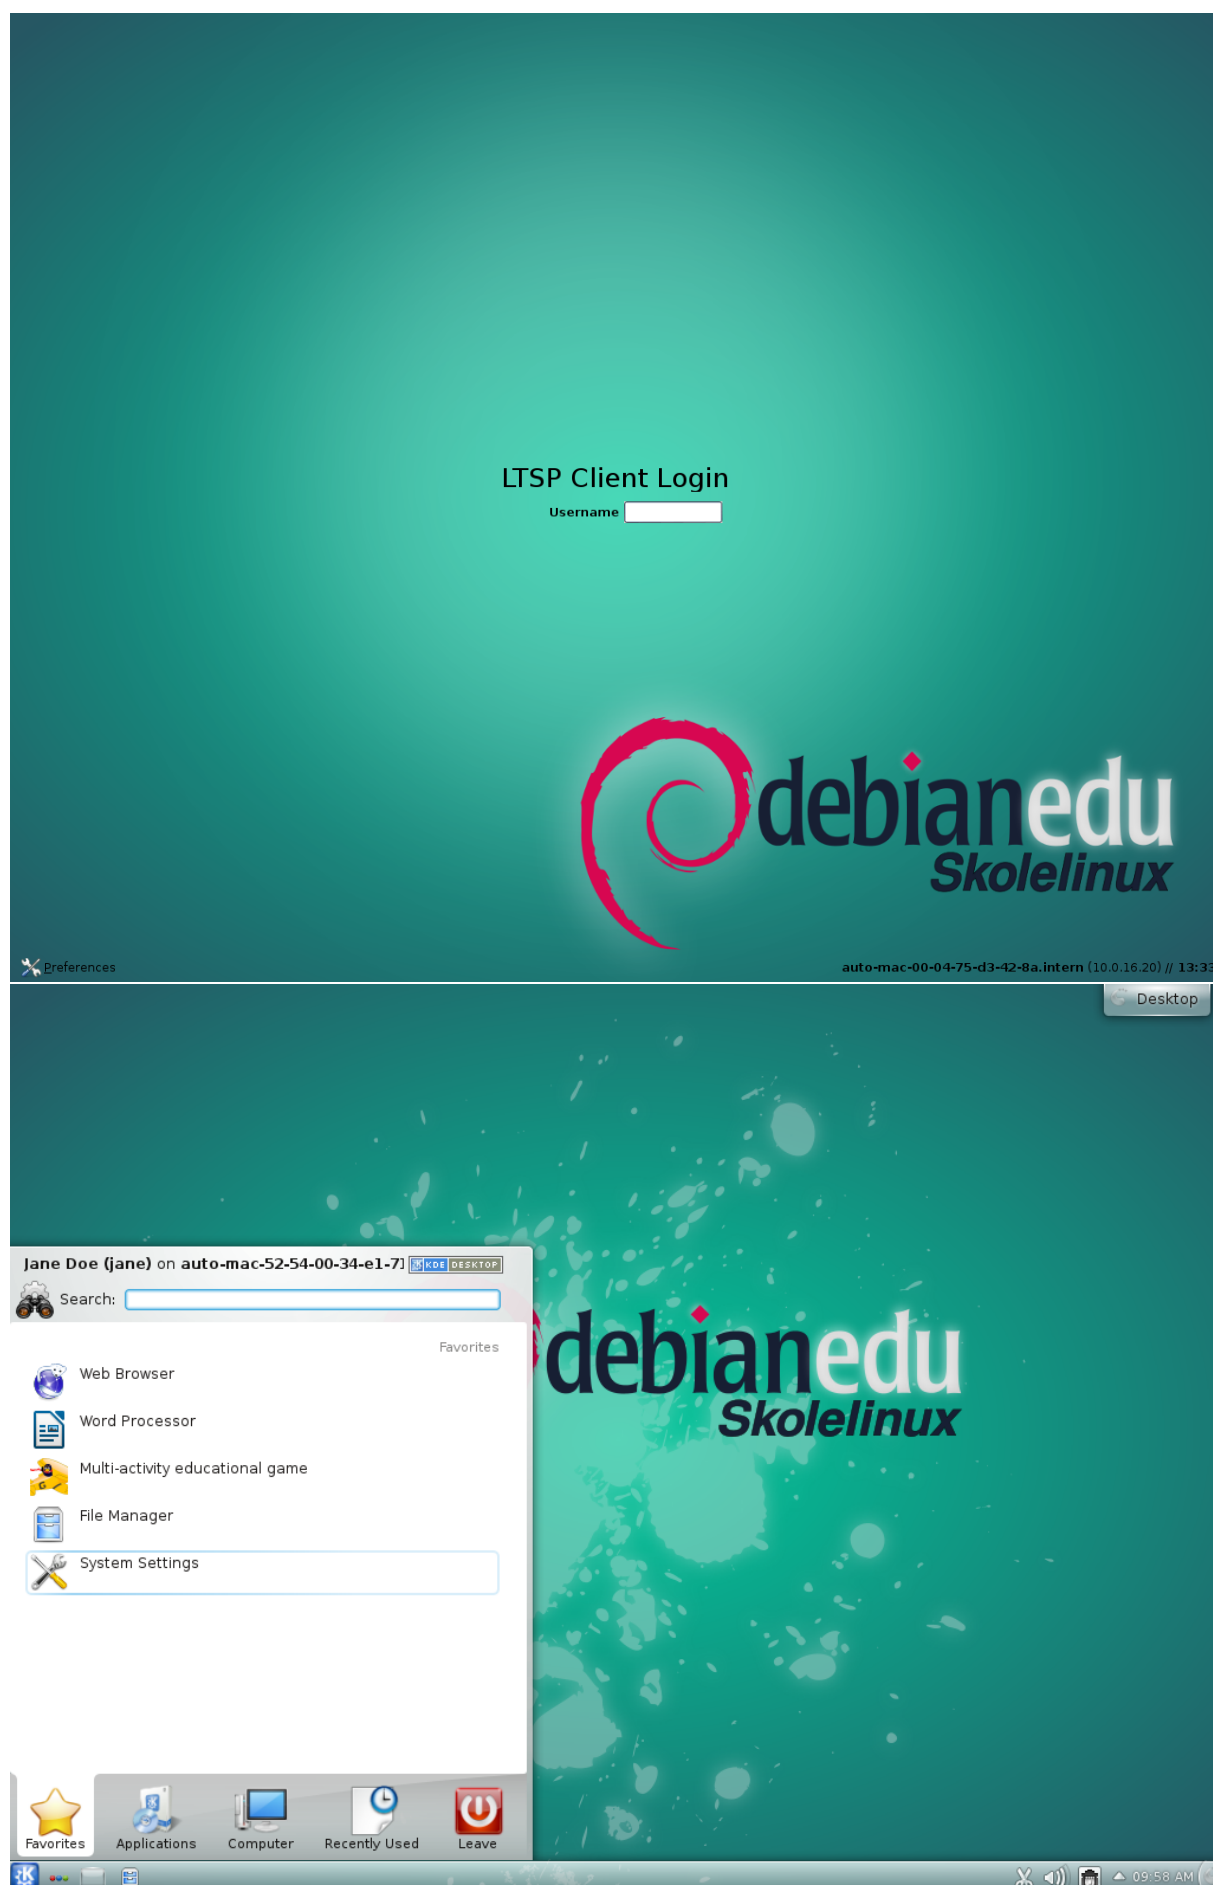 LTSP Client Login
Username
debianedu
Skolelinux
Preferences
auto-mac-00-04-75-d3-42-8a.intern (10.0.16.20) // 13:33
Desktop
Jane Doe (jane) on auto-mac-52-54-00-34-e1-71 KDE DESKTOP
Search:
Favorites
Web Browser
Word Processor
Multi-activity educational game
File Manager
System Settings
debianedu
Skolelinux
Favorites
Applications
Computer
Recently Used
Leave
09:58 AM